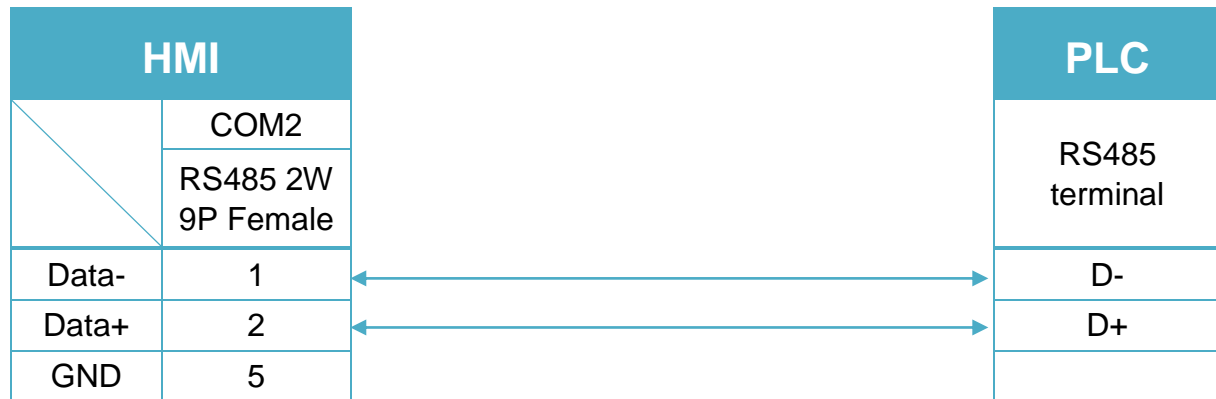 HMI
PLC
COM2
RS485 2W
9P Female
RS485
terminal
Data- 1 D-
Data+ 2 D+
GND 5